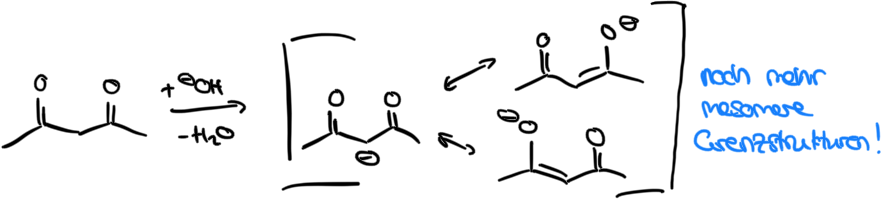 O O
+ ⊖OH
- H₂O
O O
⊖
O O⊖
⊖O O
noch mehr
mesomere
Grenzstrukturen!